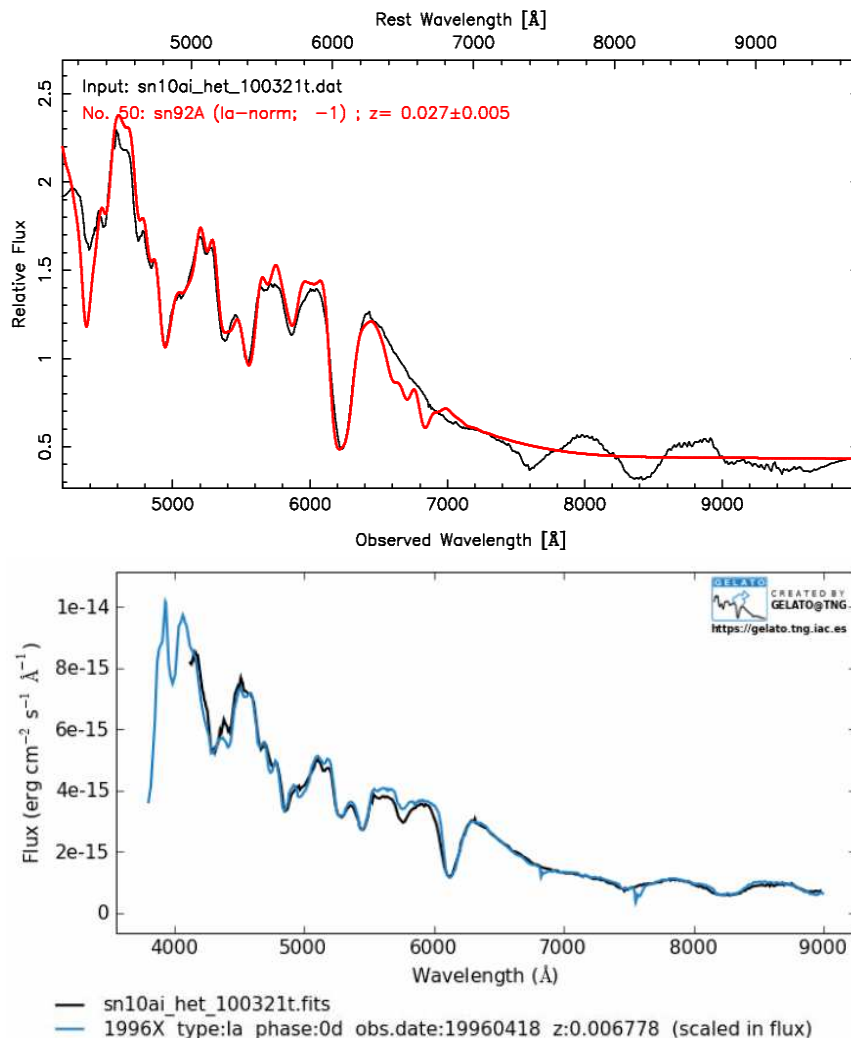 Rest Wavelength [Å]
5000 6000 7000 8000 9000
Input: sn10ai_het_100321t.dat
No. 50: sn92A (Ia-norm; -1) ; z= 0.027±0.005
2.5
2
1.5
1
0.5
Relative Flux
5000 6000 7000 8000 9000
Observed Wavelength [Å]
GELATO
CREATED BY
GELATO@TNG
https://gelato.tng.iac.es
1e-14
8e-15
6e-15
4e-15
2e-15
0
Flux (erg cm⁻² s⁻¹ Å⁻¹)
4000 5000 6000 7000 8000 9000
Wavelength (Å)
sn10ai_het_100321t.fits
1996X type:Ia phase:0d obs.date:19960418 z:0.006778 (scaled in flux)